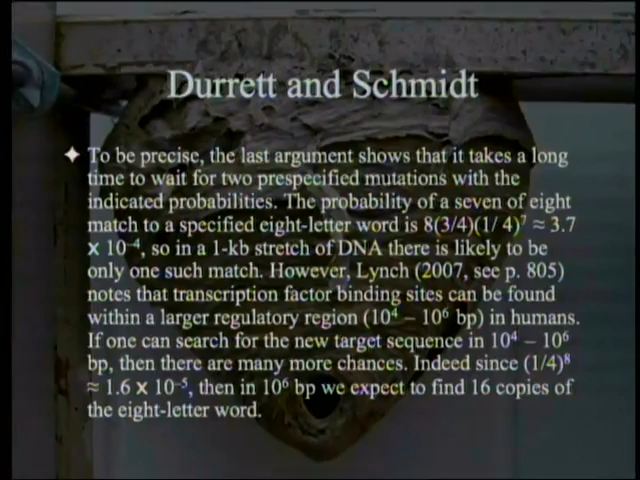 Durrett and Schmidt
✦ To be precise, the last argument shows that it takes a long
time to wait for two prespecified mutations with the
indicated probabilities. The probability of a seven of eight
match to a specified eight-letter word is 8(3/4)(1/ 4)⁷ ≈ 3.7
x 10⁻⁴, so in a 1-kb stretch of DNA there is likely to be
only one such match. However, Lynch (2007, see p. 805)
notes that transcription factor binding sites can be found
within a larger regulatory region (10⁴ – 10⁶ bp) in humans.
If one can search for the new target sequence in 10⁴ – 10⁶
bp, then there are many more chances. Indeed since (1/4)⁸
≈ 1.6 x 10⁻⁵, then in 10⁶ bp we expect to find 16 copies of
the eight-letter word.